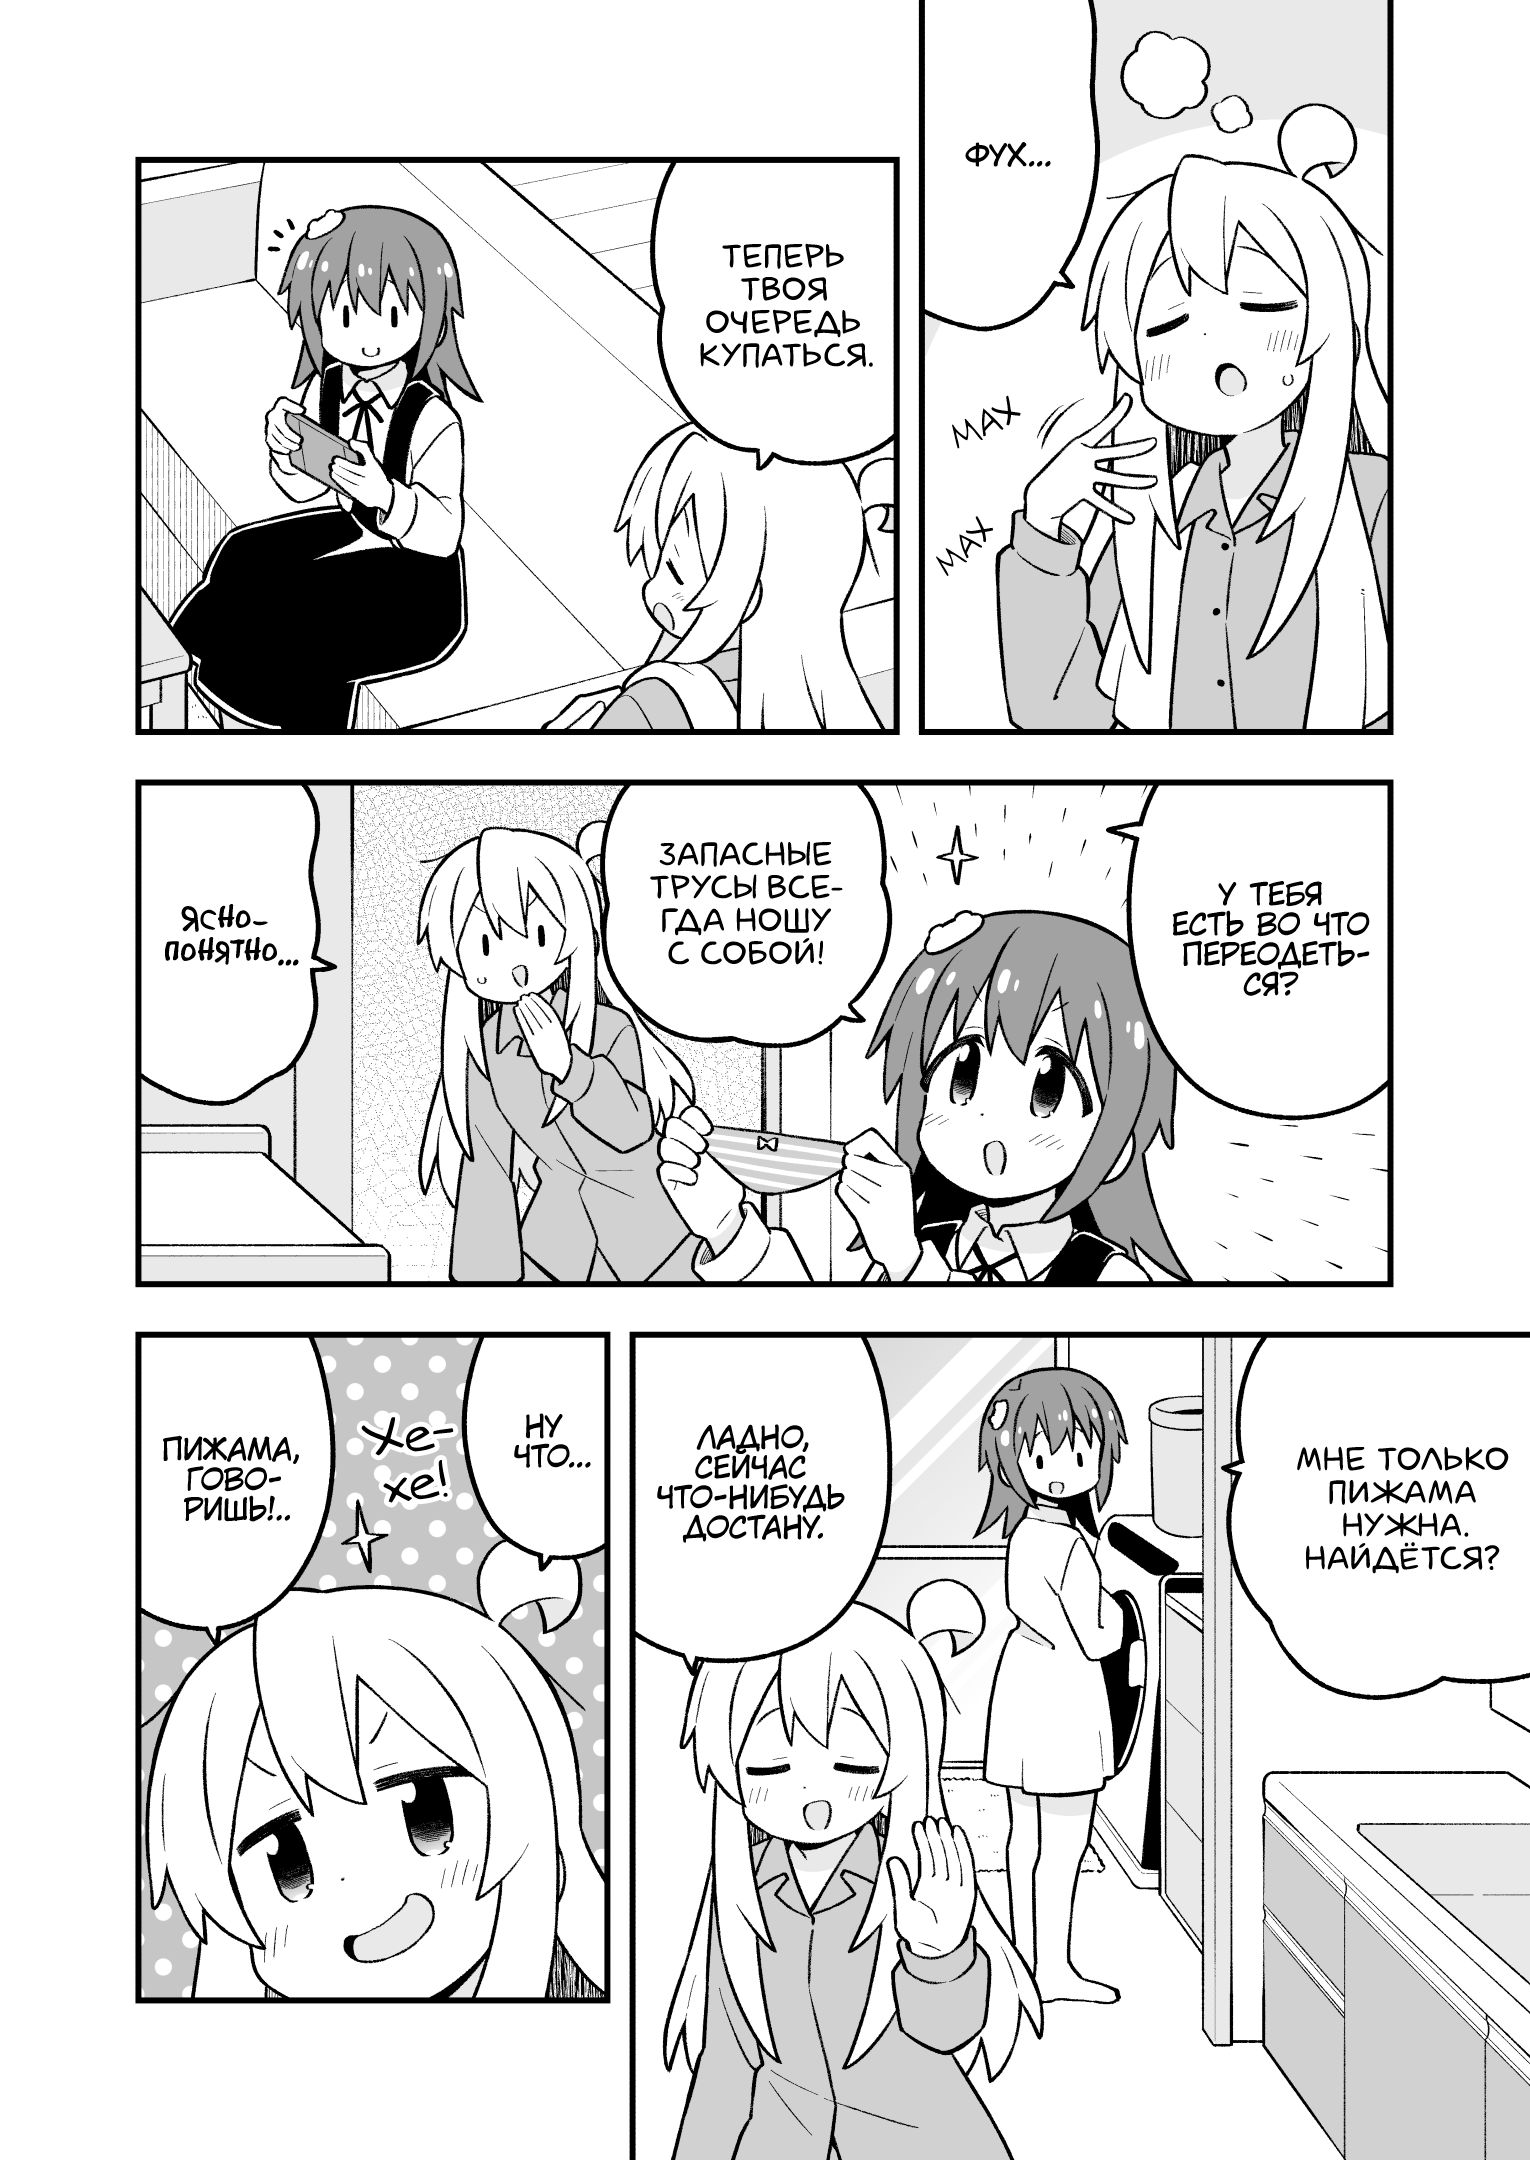 ФУХ...
МАХ
МАХ
ТЕПЕРЬ
ТВОЯ
ОЧЕРЕДЬ
КУПАТЬСЯ.
У ТЕБЯ
ЕСТЬ ВО ЧТО
ПЕРЕОДЕТЬ-
СЯ?
ЗАПАСНЫЕ
ТРУСЫ ВСЕ-
ГДА НОШУ
С СОБОЙ!
ЯСНО-
ПОНЯТНО...
МНЕ ТОЛЬКО
ПИЖАМА
НУЖНА.
НАЙДЁТСЯ?
ЛАДНО,
СЕЙЧАС
ЧТО-НИБУДЬ
ДОСТАНУ.
НУ
ЧТО...
Хе-
хе!
ПИЖАМА,
ГОВО-
РИШЬ!..